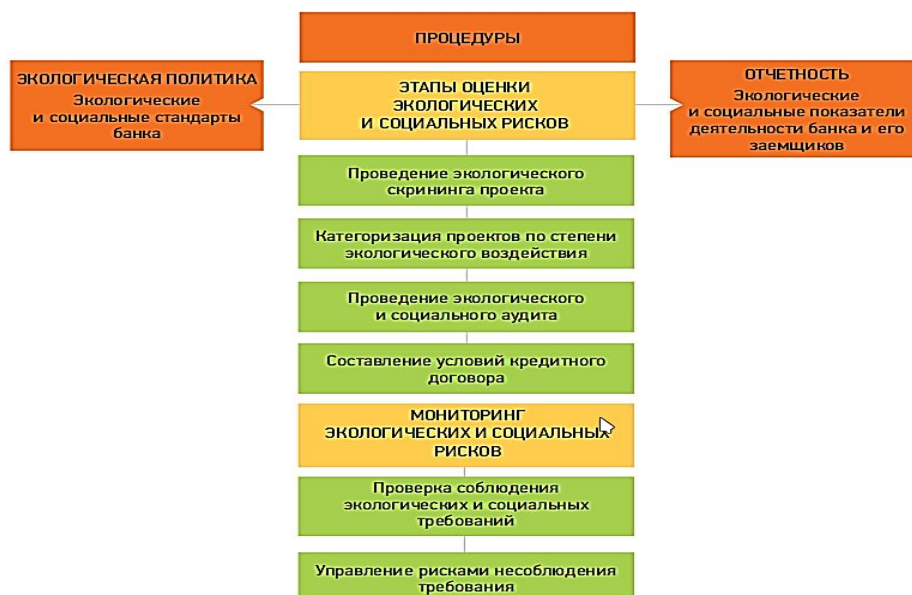 ПРОЦЕДУРЫ
ЭКОЛОГИЧЕСКАЯ ПОЛИТИКА
Экологические
и социальные стандарты
банка
ЭТАПЫ ОЦЕНКИ
ЭКОЛОГИЧЕСКИХ
И СОЦИАЛЬНЫХ РИСКОВ
ОТЧЕТНОСТЬ
Экологические
и социальные показатели
деятельности банка и его
заемщиков
Проведение экологического
скрининга проекта
Категоризация проектов по степени
экологического воздействия
Проведение экологического
и социального аудита
Составление условий кредитного
договора
МОНИТОРИНГ
ЭКОЛОГИЧЕСКИХ И СОЦИАЛЬНЫХ
РИСКОВ
Проверка соблюдения
экологических и социальных
требований
Управление рисками несоблюдения
требования